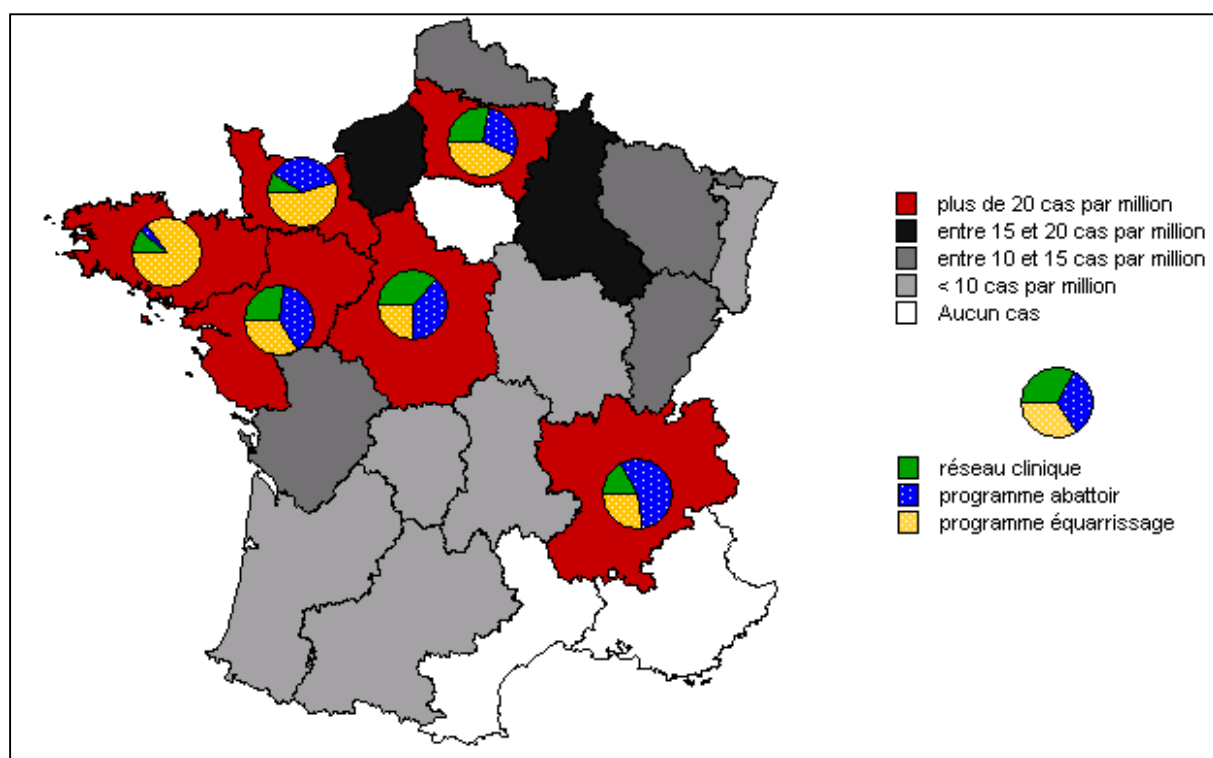 plus de 20 cas par million
entre 15 et 20 cas par million
entre 10 et 15 cas par million
< 10 cas par million
Aucun cas
réseau clinique
programme abattoir
programme équarrissage